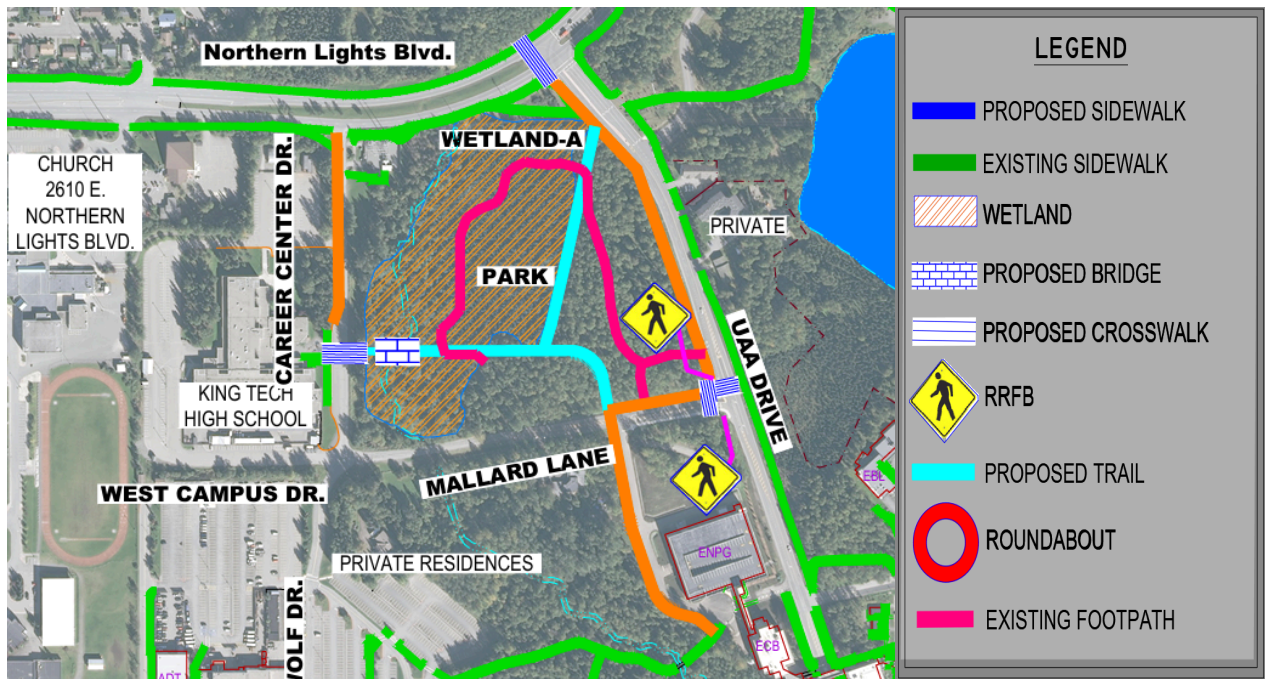 Northern Lights Blvd.
WETLAND-A
CHURCH
2610 E.
NORTHERN
LIGHTS BLVD.
CAREER CENTER DR.
PRIVATE
PARK
UAA DRIVE
KING TECH
HIGH SCHOOL
MALLARD LANE
WEST CAMPUS DR.
EBL
ENPG
PRIVATE RESIDENCES
WOLF DR.
ECB
ADT
LEGEND
PROPOSED SIDEWALK
EXISTING SIDEWALK
WETLAND
PROPOSED BRIDGE
PROPOSED CROSSWALK
RRFB
PROPOSED TRAIL
ROUNDABOUT
EXISTING FOOTPATH